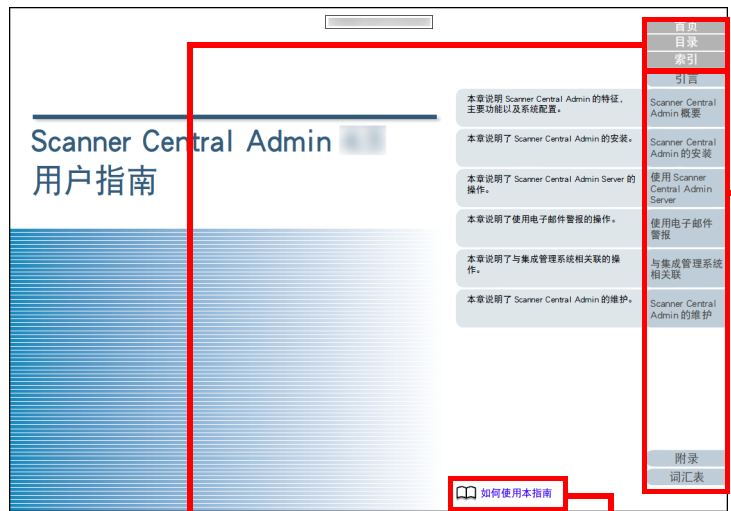 Scanner Central Admin
用户指南
首页
目录
索引
引言
本章说明 Scanner Central Admin 的特征，
主要功能以及系统配置。
Scanner Central
Admin 概要
本章说明了 Scanner Central Admin 的安装。
Scanner Central
Admin 的安装
本章说明了 Scanner Central Admin Server 的
操作。
使用 Scanner
Central Admin
Server
本章说明了使用电子邮件警报的操作。
使用电子邮件
警报
本章说明了与集成管理系统相关联的操
作。
与集成管理系统
相关联
本章说明了 Scanner Central Admin 的维护。
Scanner Central
Admin 的维护
附录
词汇表
如何使用本指南